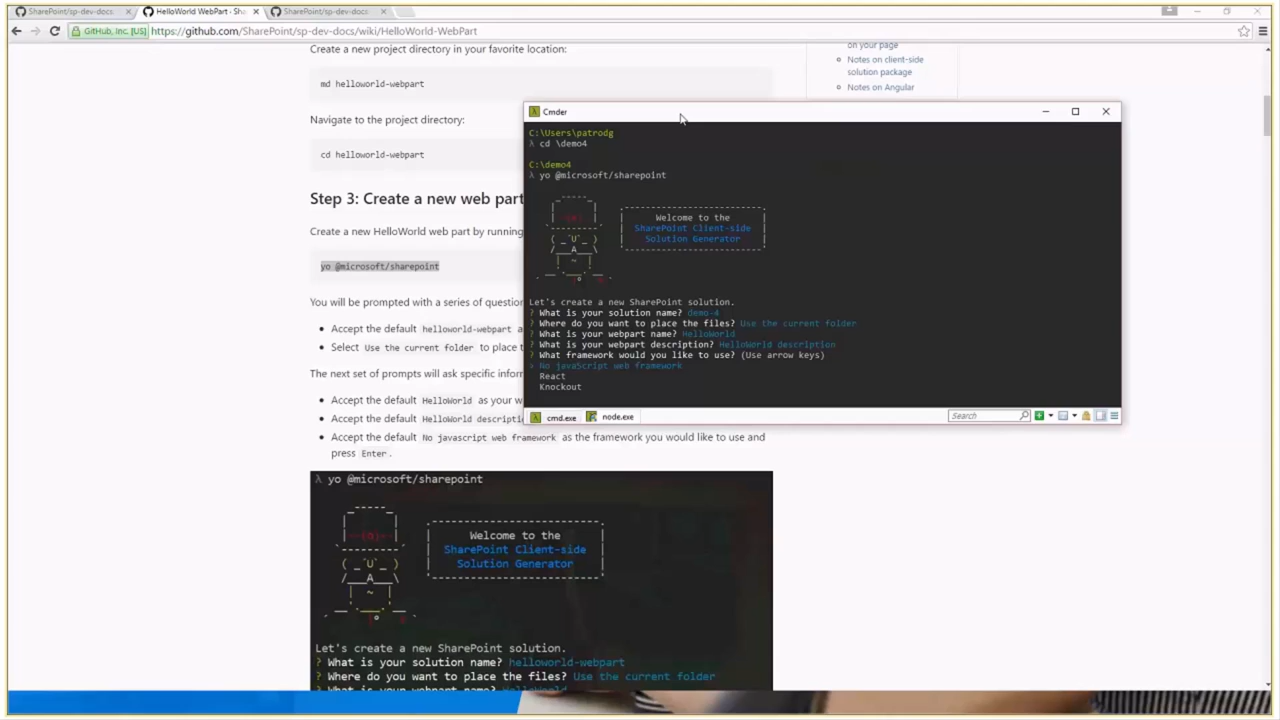 SharePoint/sp-dev-docs:
HelloWorld WebPart · Sha
SharePoint/sp-dev-docs:
GitHub, Inc. [US]
https://github.com/SharePoint/sp-dev-docs/wiki/HelloWorld-WebPart
Create a new project directory in your favorite location:
md helloworld-webpart
Navigate to the project directory:
cd helloworld-webpart
Step 3: Create a new web part
Create a new HelloWorld web part by running
yo @microsoft/sharepoint
You will be prompted with a series of question
Accept the default helloworld-webpart a
Select Use the current folder to place t
The next set of prompts will ask specific inform
Accept the default HelloWorld as your w
Accept the default HelloWorld descripti
Accept the default No javascript web framework as the framework you would like to use and
press Enter.
on your page
Notes on client-side
solution package
Notes on Angular
Cmder
C:\Users\patrodg
λ cd \demo4
C:\demo4
λ yo @microsoft/sharepoint
Welcome to the
SharePoint Client-side
Solution Generator
Let's create a new SharePoint solution.
? What is your solution name? demo-4
? Where do you want to place the files? Use the current folder
? What is your webpart name? HelloWorld
? What is your webpart description? HelloWorld description
? What framework would you like to use? (Use arrow keys)
> No javaScript web framework
React
Knockout
cmd.exe
node.exe
Search
λ yo @microsoft/sharepoint
Welcome to the
SharePoint Client-side
Solution Generator
Let's create a new SharePoint solution.
? What is your solution name? helloworld-webpart
? Where do you want to place the files? Use the current folder
? What is your webpart name? HelloWorld